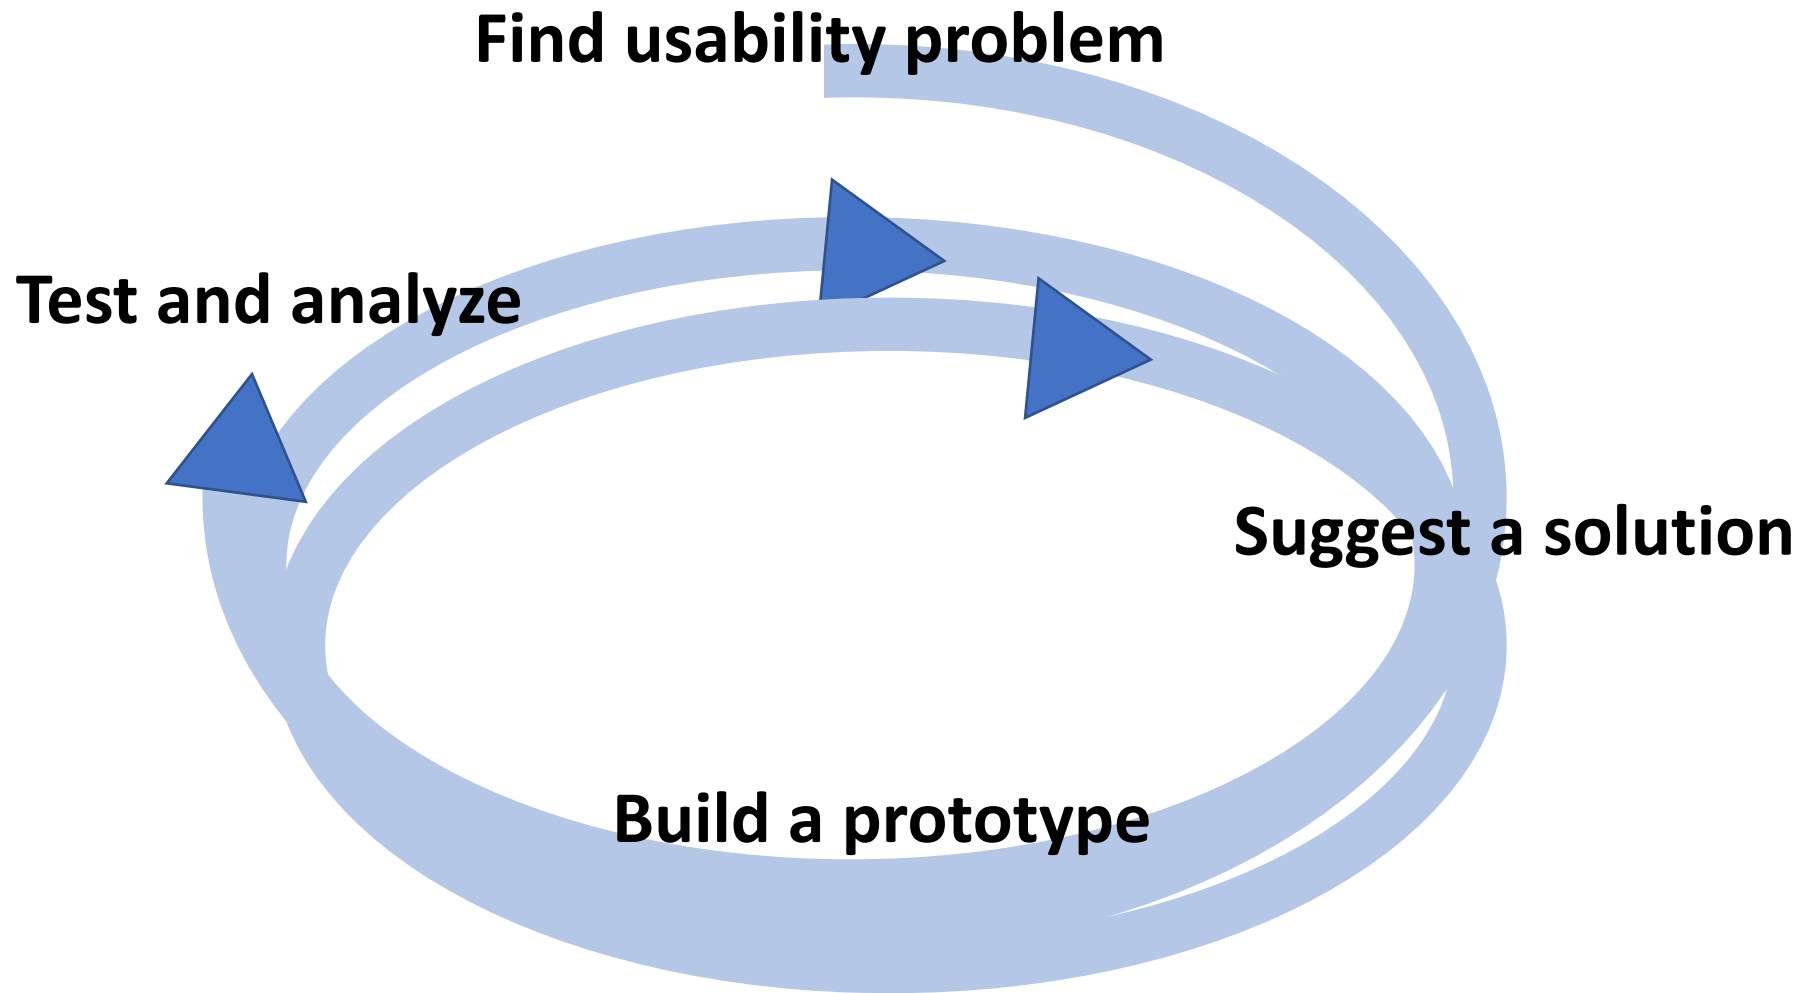 Find usability problem
Test and analyze
Suggest a solution
Build a prototype